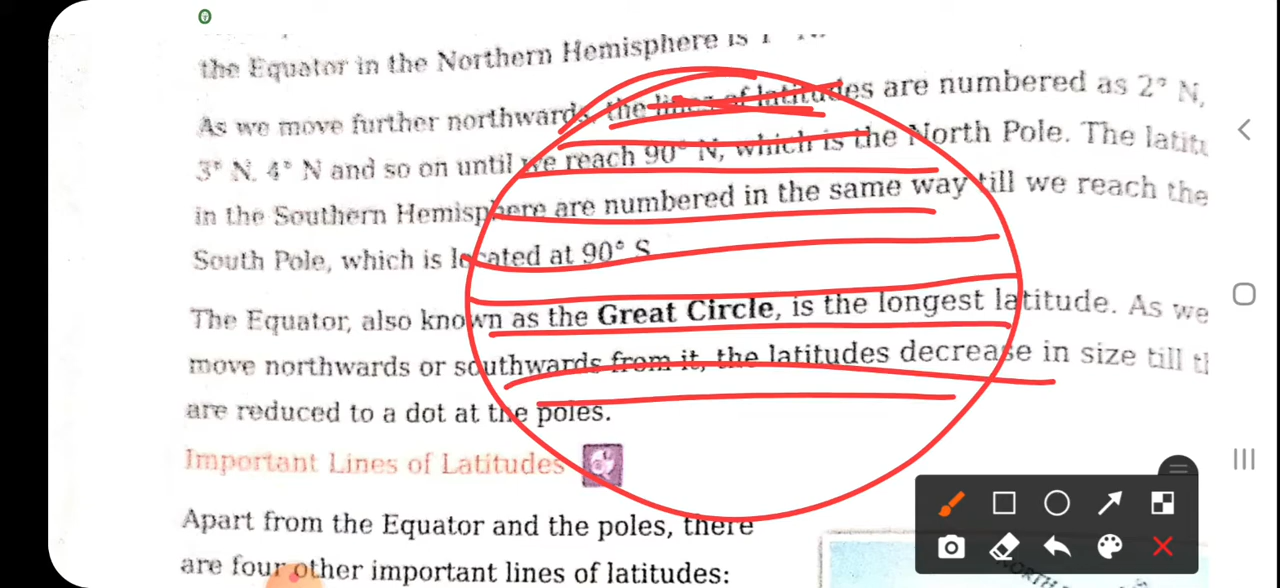 the Equator in the Northern Hemisphere is 1
As we move further northwards, the lines of latitudes are numbered as 2° N,
3° N. 4° N and so on until we reach 90° N, which is the North Pole. The
in the Southern Hemisphere are numbered in the same way till we reach the
South Pole, which is located at 90° S
The Equator, also known as the Great Circle, is the longest latitude. As we
move northwards or southwards from it, the latitudes decrease in size till
are reduced to a dot at the poles.
Important Lines of Latitudes
Apart from the Equator and the poles, there
are four other important lines of latitudes: